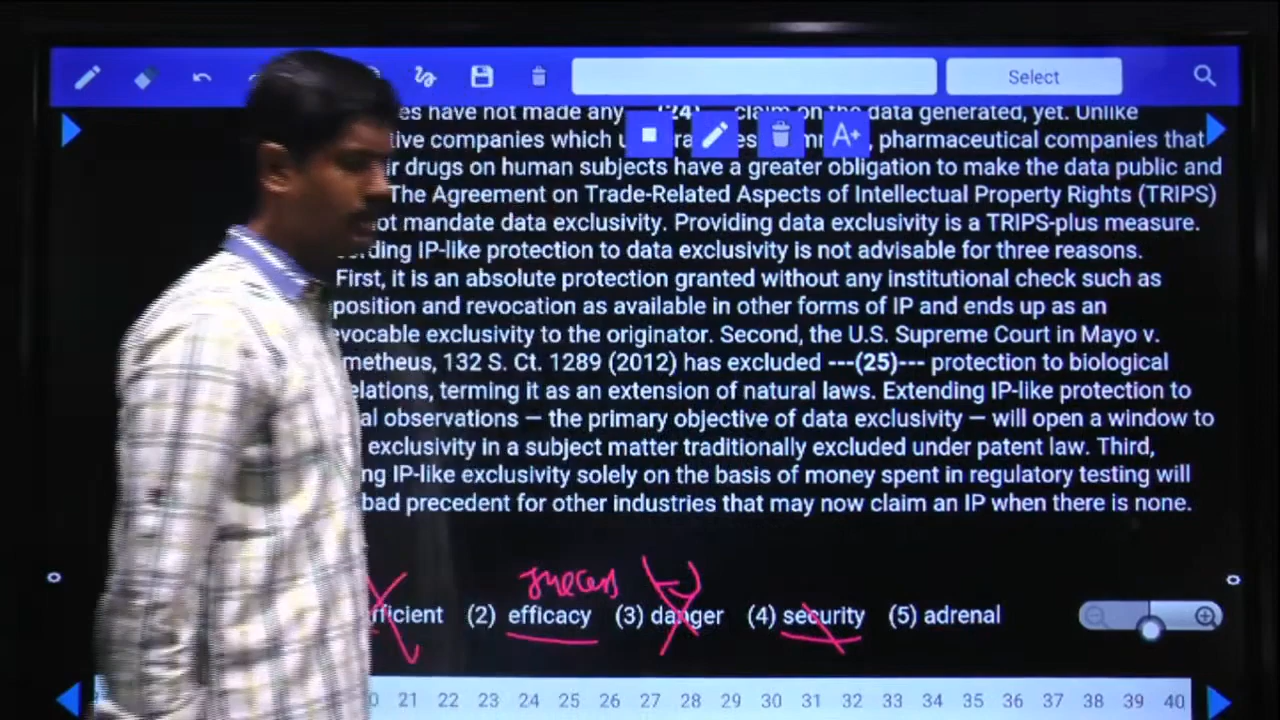 Select
es have not made any ---(24)--- claim on the data generated, yet. Unlike
tive companies which u
pharmaceutical companies that
A+
ir drugs on human subjects have a greater obligation to make the data public and
The Agreement on Trade-Related Aspects of Intellectual Property Rights (TRIPS)
ot mandate data exclusivity. Providing data exclusivity is a TRIPS-plus measure.
ding IP-like protection to data exclusivity is not advisable for three reasons.
First, it is an absolute protection granted without any institutional check such as
position and revocation as available in other forms of IP and ends up as an
evocable exclusivity to the originator. Second, the U.S. Supreme Court in Mayo v.
metheus, 132 S. Ct. 1289 (2012) has excluded ---(25)--- protection to biological
elations, terming it as an extension of natural laws. Extending IP-like protection to
al observations — the primary objective of data exclusivity — will open a window to
exclusivity in a subject matter traditionally excluded under patent law. Third,
ng IP-like exclusivity solely on the basis of money spent in regulatory testing will
bad precedent for other industries that may now claim an IP when there is none.
success
fficient (2) efficacy (3) danger (4) security (5) adrenal
0 21 22 23 24 25 26 27 28 29 30 31 32 33 34 35 36 37 38 39 40